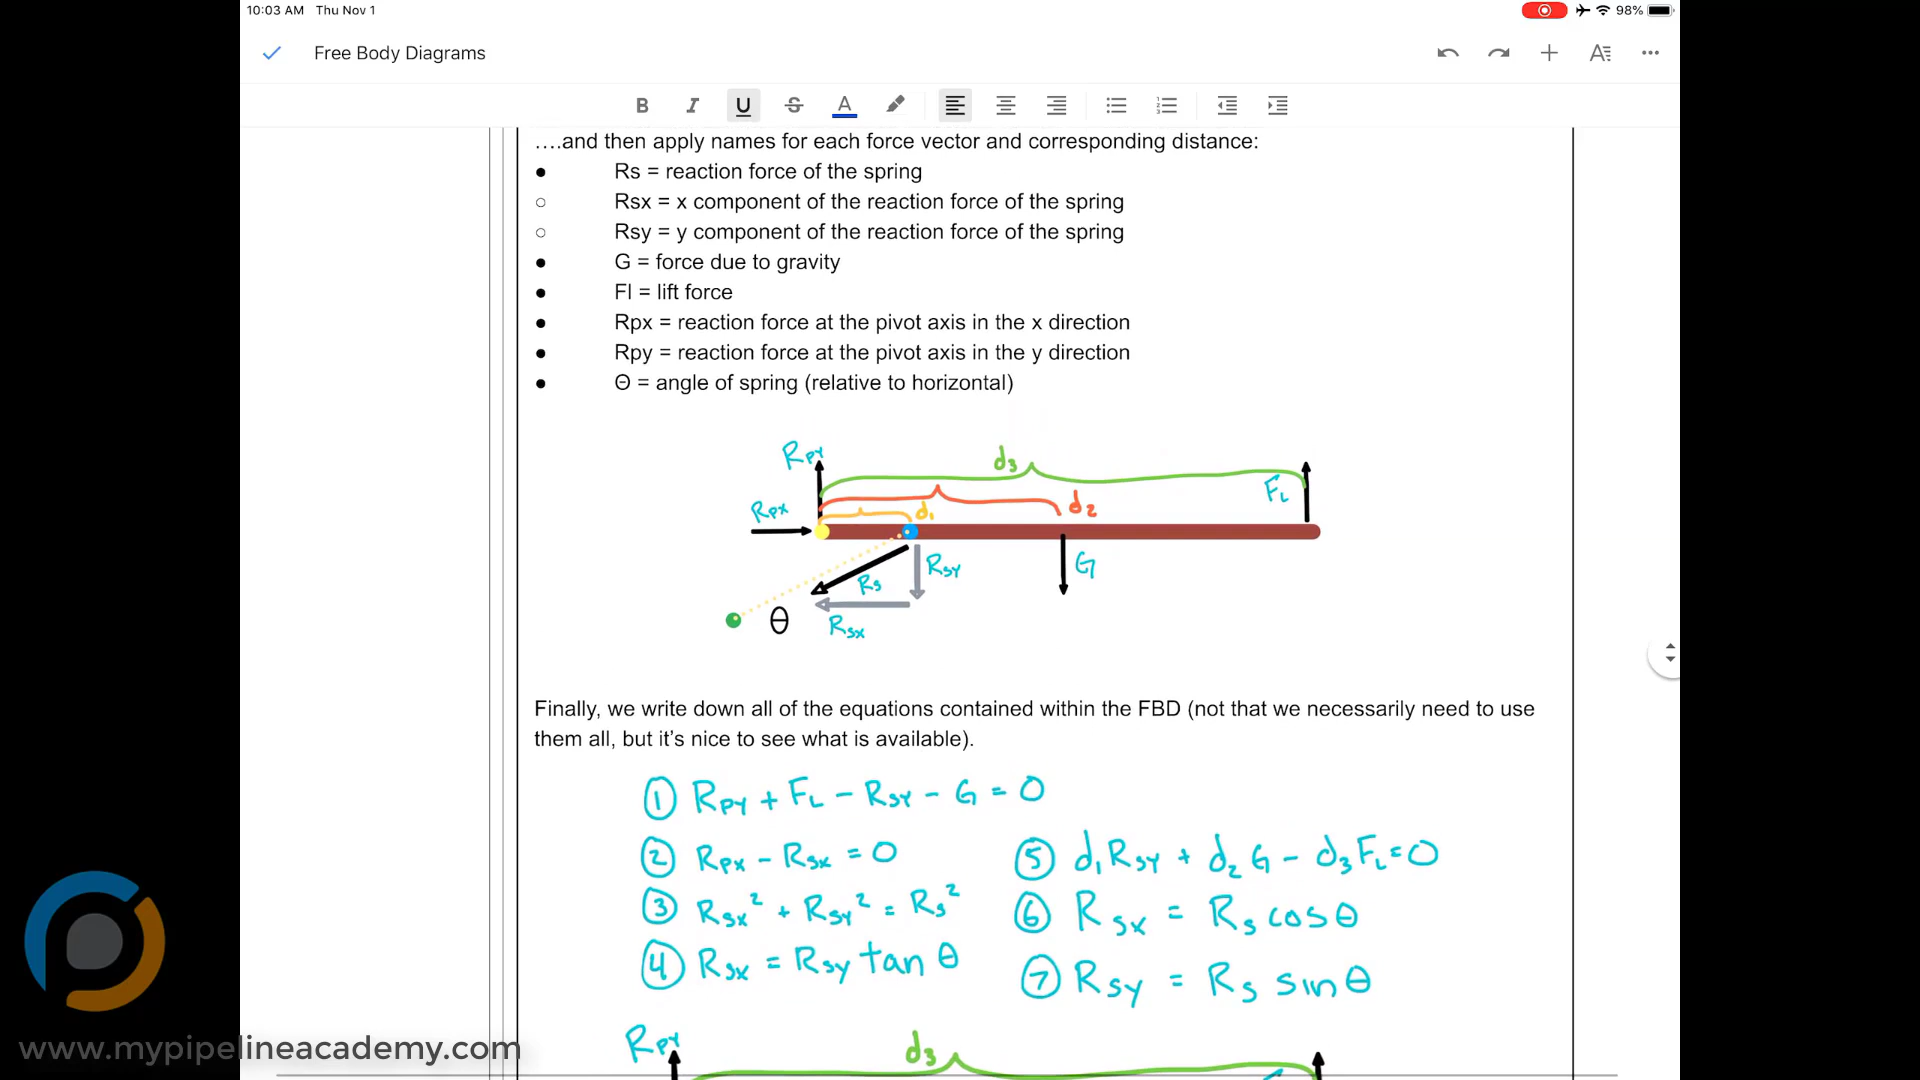 10:03 AM Thu Nov 1
98%
Free Body Diagrams
B I U S A
....and then apply names for each force vector and corresponding distance:
● Rs = reaction force of the spring
○ Rsx = x component of the reaction force of the spring
○ Rsy = y component of the reaction force of the spring
● G = force due to gravity
● Fl = lift force
● Rpx = reaction force at the pivot axis in the x direction
● Rpy = reaction force at the pivot axis in the y direction
● Θ = angle of spring (relative to horizontal)
RPY
d3
FL
RPX
d1
d2
RS
RSY
G
θ
RSX
Finally, we write down all of the equations contained within the FBD (not that we necessarily need to use
them all, but it's nice to see what is available).
① RPY + FL - RSY - G = 0
② RPX - RSX = 0
③ RSX² + RSY² = RS²
④ RSX = RSY tan θ
⑤ d1RSY + d2G - d3FL = 0
⑥ RSX = RS cos θ
⑦ RSY = RS sin θ
RPY
d3
www.mypipelineacademy.com